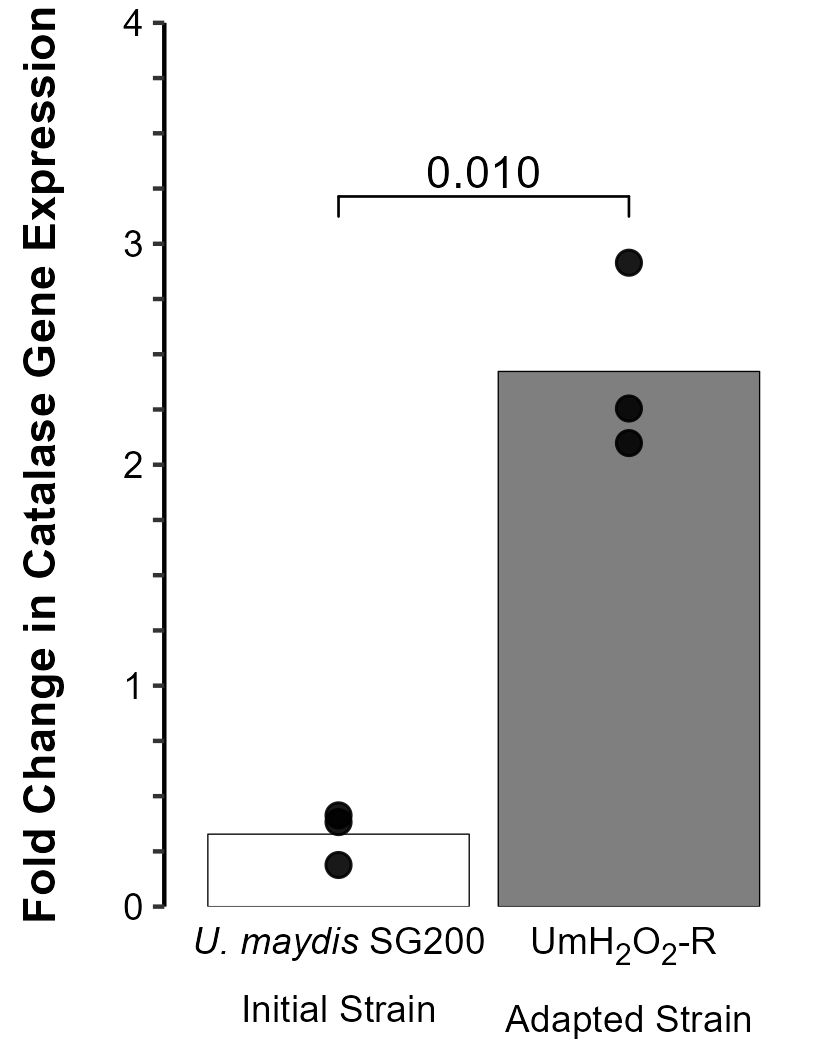 Fold Change in Catalase Gene Expression
4
3
2
1
0
0.010
U. maydis SG200
Initial Strain
UmH₂O₂-R
Adapted Strain